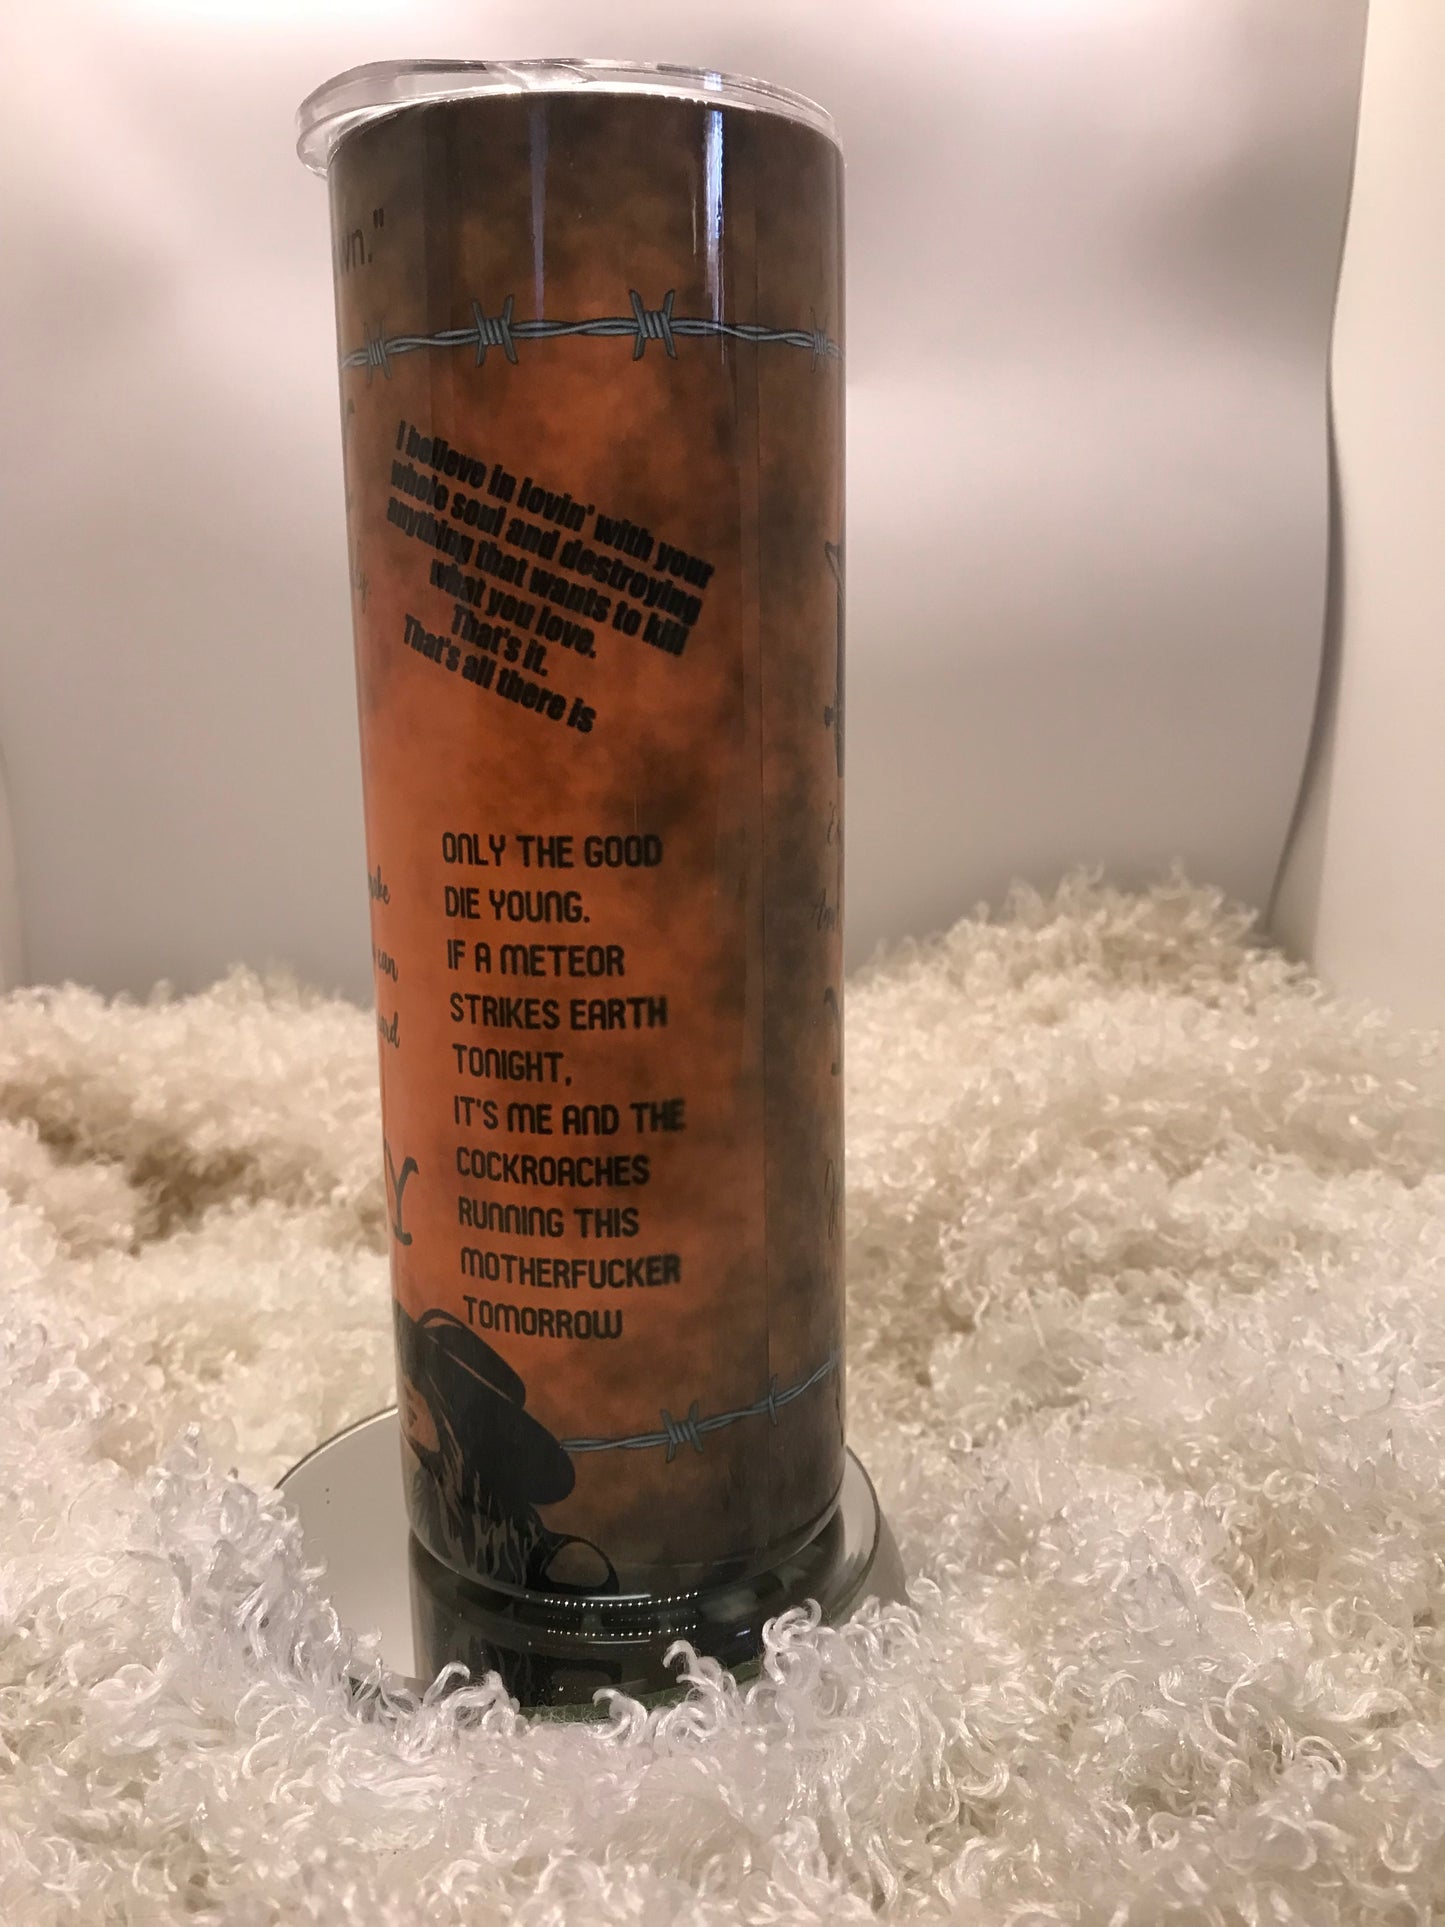 wn."
I believe in lovin' with your
whole soul and destroying
anything that wants to kill
what you love.
That's it.
That's all there is
ONLY THE GOOD
DIE YOUNG.
IF A METEOR
STRIKES EARTH
TONIGHT,
IT'S ME AND THE
COCKROACHES
RUNNING THIS
MOTHERFUCKER
TOMORROW
can
Y